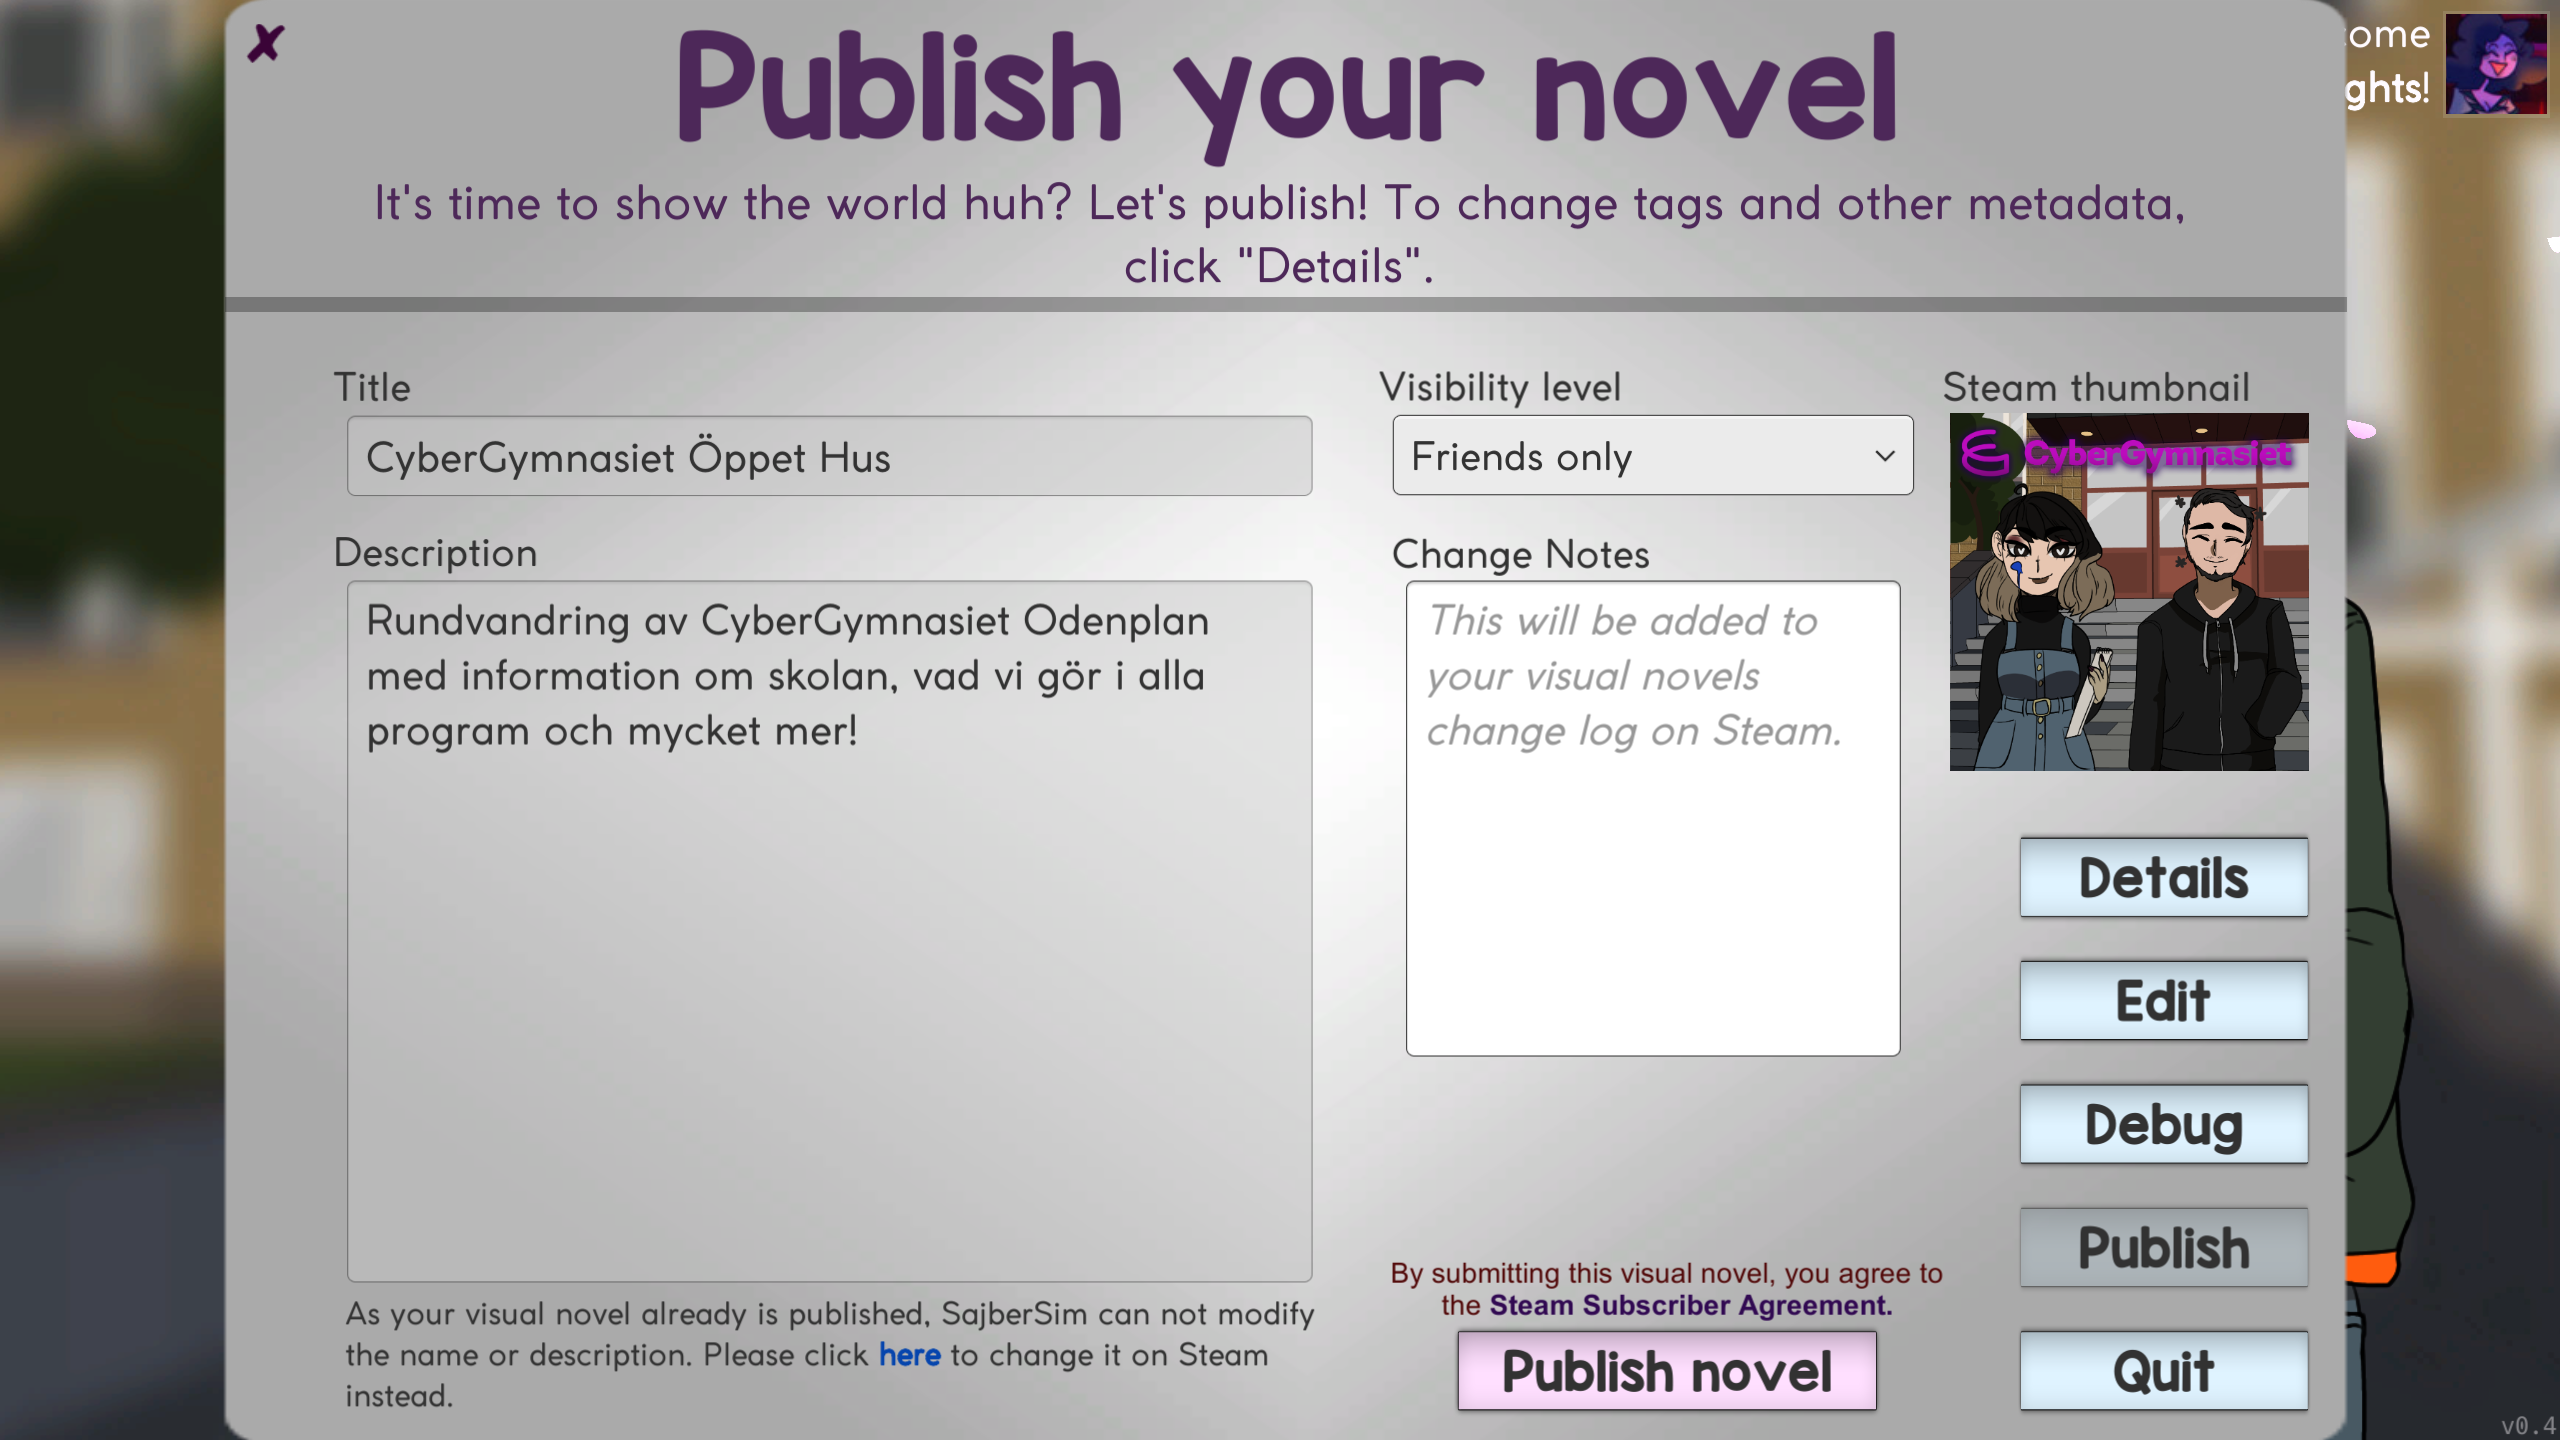 Publish your novel
ome
ghts!
It's time to show the world huh? Let's publish! To change tags and other metadata,
click "Details".
Title
CyberGymnasiet Öppet Hus
Visibility level
Friends only
Steam thumbnail
CyberGymnasiet
Description
Rundvandring av CyberGymnasiet Odenplan
med information om skolan, vad vi gör i alla
program och mycket mer!
Change Notes
This will be added to
your visual novels
change log on Steam.
Details
Edit
Debug
Publish
Quit
As your visual novel already is published, SajberSim can not modify
the name or description. Please click here to change it on Steam
instead.
By submitting this visual novel, you agree to
the Steam Subscriber Agreement.
Publish novel
v0.4